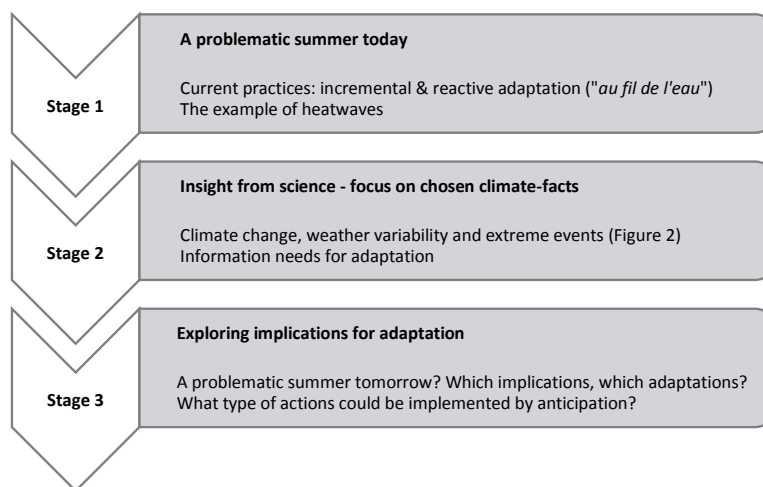 Stage 1
A problematic summer today
Current practices: incremental & reactive adaptation ("au fil de l'eau")
The example of heatwaves
Stage 2
Insight from science - focus on chosen climate-facts
Climate change, weather variability and extreme events (Figure 2)
Information needs for adaptation
Stage 3
Exploring implications for adaptation
A problematic summer tomorrow? Which implications, which adaptations?
What type of actions could be implemented by anticipation?